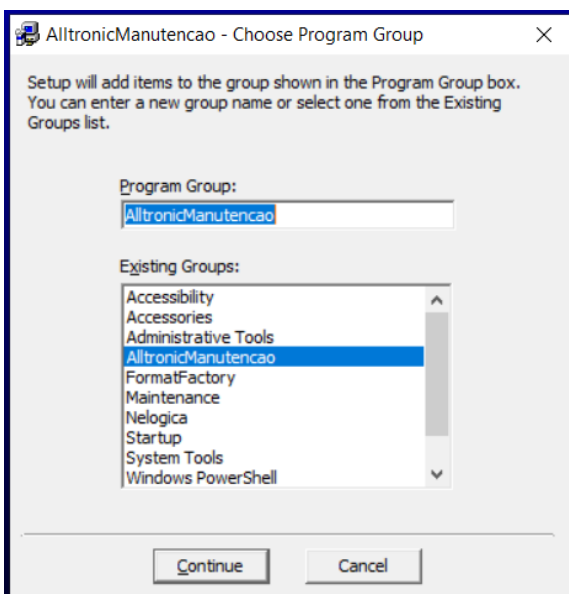 AlltronicManutencao - Choose Program Group
Setup will add items to the group shown in the Program Group box.
You can enter a new group name or select one from the Existing
Groups list.
Program Group:
AlltronicManutencao
Existing Groups:
Accessibility
Accessories
Administrative Tools
AlltronicManutencao
FormatFactory
Maintenance
Nelogica
Startup
System Tools
Windows PowerShell
Continue
Cancel